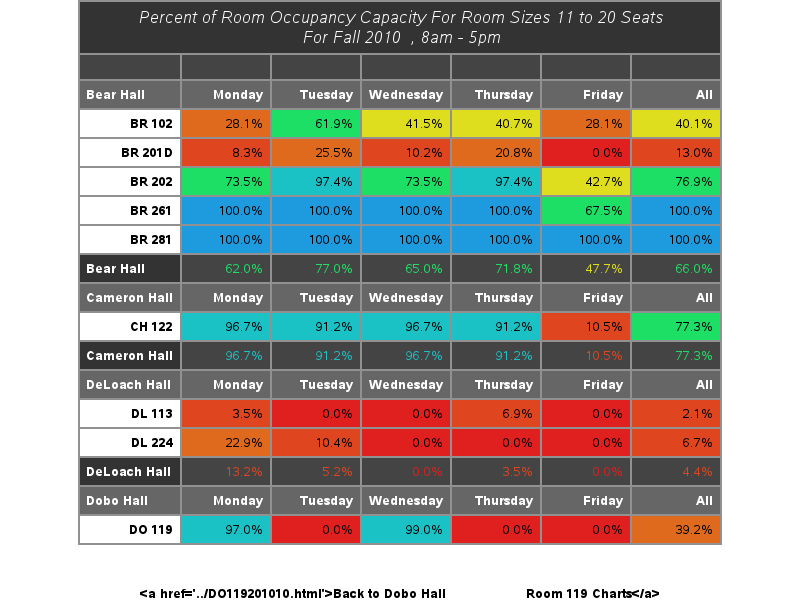 Percent of Room Occupancy Capacity For Room Sizes 11 to 20 Seats
For Fall 2010 , 8am - 5pm
Bear Hall Monday Tuesday Wednesday Thursday Friday All
BR 102 28.1% 61.9% 41.5% 40.7% 28.1% 40.1%
BR 201D 8.3% 25.5% 10.2% 20.8% 0.0% 13.0%
BR 202 73.5% 97.4% 73.5% 97.4% 42.7% 76.9%
BR 261 100.0% 100.0% 100.0% 100.0% 67.5% 100.0%
BR 281 100.0% 100.0% 100.0% 100.0% 100.0% 100.0%
Bear Hall 62.0% 77.0% 65.0% 71.8% 47.7% 66.0%
Cameron Hall Monday Tuesday Wednesday Thursday Friday All
CH 122 96.7% 91.2% 96.7% 91.2% 10.5% 77.3%
Cameron Hall 96.7% 91.2% 96.7% 91.2% 10.5% 77.3%
DeLoach Hall Monday Tuesday Wednesday Thursday Friday All
DL 113 3.5% 0.0% 0.0% 6.9% 0.0% 2.1%
DL 224 22.9% 10.4% 0.0% 0.0% 0.0% 6.7%
DeLoach Hall 13.2% 5.2% 0.0% 3.5% 0.0% 4.4%
Dobo Hall Monday Tuesday Wednesday Thursday Friday All
DO 119 97.0% 0.0% 99.0% 0.0% 0.0% 39.2%
<a href='../DO119201010.html'>Back to Dobo Hall Room 119 Charts</a>